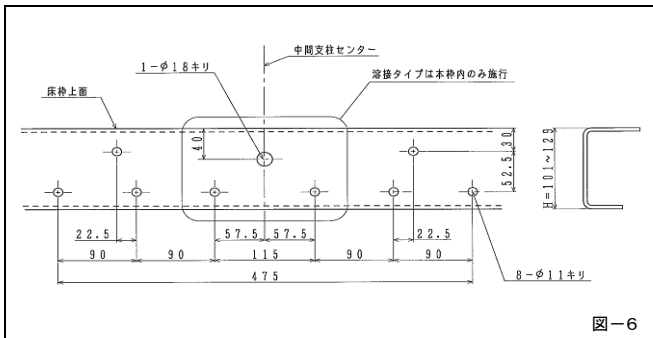 中間支柱センター
1-φ18キリ
溶接タイプは本枠内のみ施行
床枠上面
40
30
52.5
H=101~129
22.5
57.5
57.5
22.5
90
90
115
90
90
475
8-φ11キリ
図-6